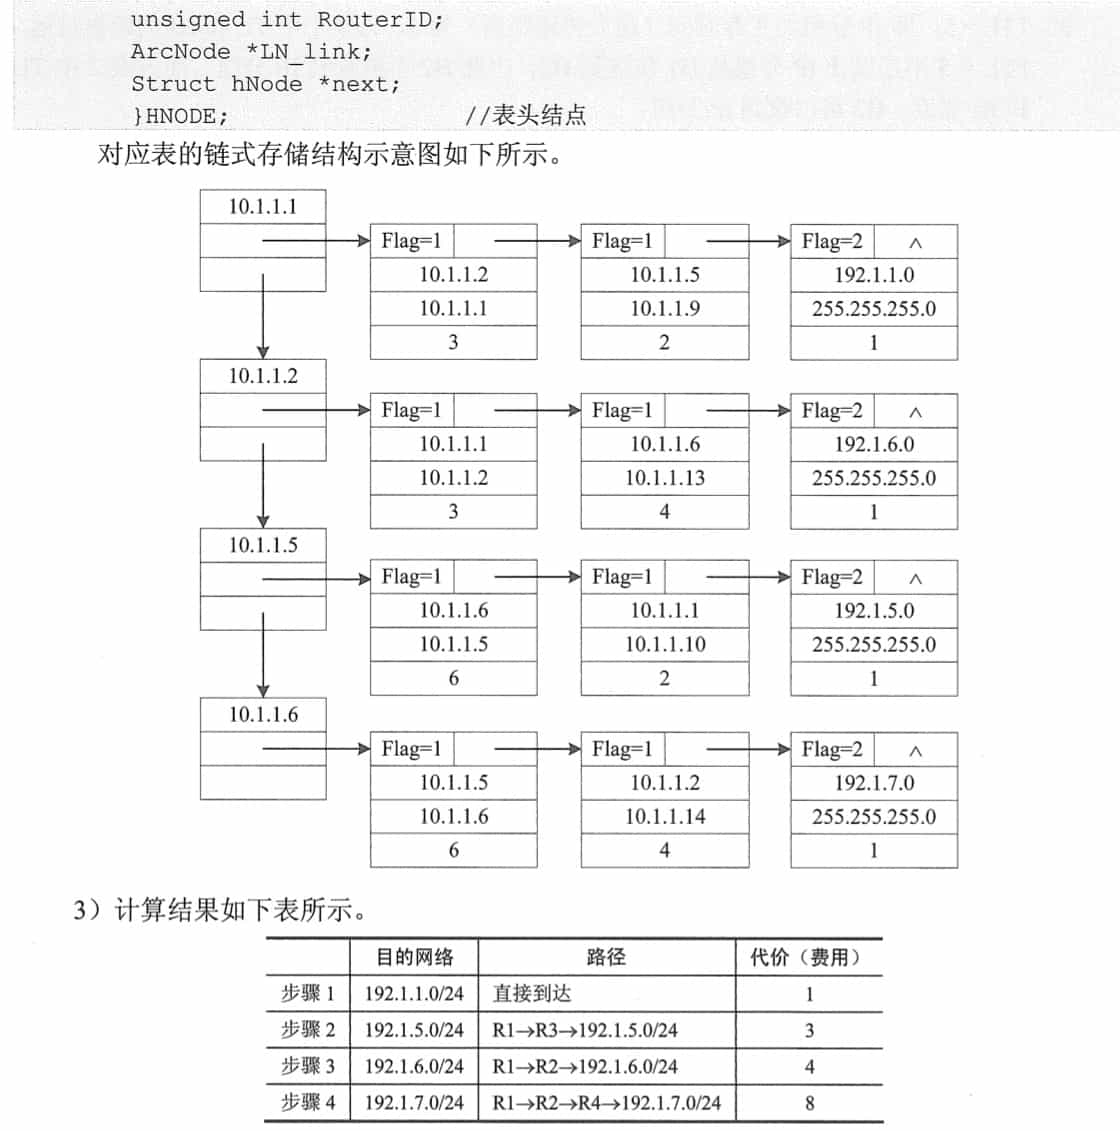 unsigned int RouterID;
ArcNode *LN_link;
Struct hNode *next;
}HNODE; //表头结点
对应表的链式存储结构示意图如下所示。
10.1.1.1
Flag=1 Flag=1 Flag=2 ∧
10.1.1.2 10.1.1.5 192.1.1.0
10.1.1.1 10.1.1.9 255.255.255.0
3 2 1
10.1.1.2
Flag=1 Flag=1 Flag=2 ∧
10.1.1.1 10.1.1.6 192.1.6.0
10.1.1.2 10.1.1.13 255.255.255.0
3 4 1
10.1.1.5
Flag=1 Flag=1 Flag=2 ∧
10.1.1.6 10.1.1.1 192.1.5.0
10.1.1.5 10.1.1.10 255.255.255.0
6 2 1
10.1.1.6
Flag=1 Flag=1 Flag=2 ∧
10.1.1.5 10.1.1.2 192.1.7.0
10.1.1.6 10.1.1.14 255.255.255.0
6 4 1
3）计算结果如下表所示。
目的网络 路径 代价（费用）
步骤 1 192.1.1.0/24 直接到达 1
步骤 2 192.1.5.0/24 R1→R3→192.1.5.0/24 3
步骤 3 192.1.6.0/24 R1→R2→192.1.6.0/24 4
步骤 4 192.1.7.0/24 R1→R2→R4→192.1.7.0/24 8